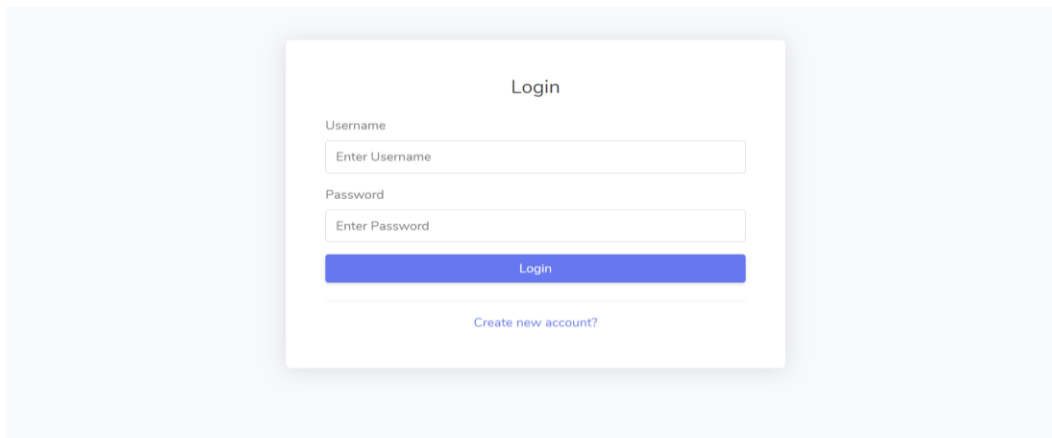 Login
Username
Enter Username
Password
Enter Password
Login
Create new account?